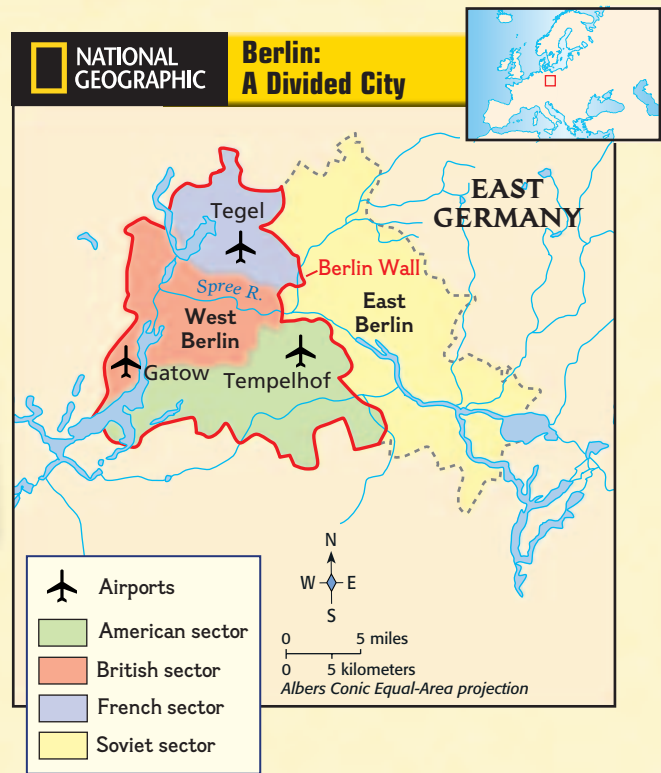 NATIONAL
GEOGRAPHIC
Berlin:
A Divided City
EAST
GERMANY
Tegel
Berlin Wall
Spree R.
East
Berlin
West
Berlin
Gatow
Tempelhof
N
W E
S
0 5 miles
0 5 kilometers
Albers Conic Equal-Area projection
Airports
American sector
British sector
French sector
Soviet sector